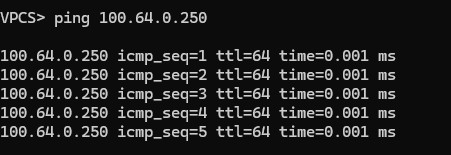 VPCS> ping 100.64.0.250
100.64.0.250 icmp_seq=1 ttl=64 time=0.001 ms
100.64.0.250 icmp_seq=2 ttl=64 time=0.001 ms
100.64.0.250 icmp_seq=3 ttl=64 time=0.001 ms
100.64.0.250 icmp_seq=4 ttl=64 time=0.001 ms
100.64.0.250 icmp_seq=5 ttl=64 time=0.001 ms